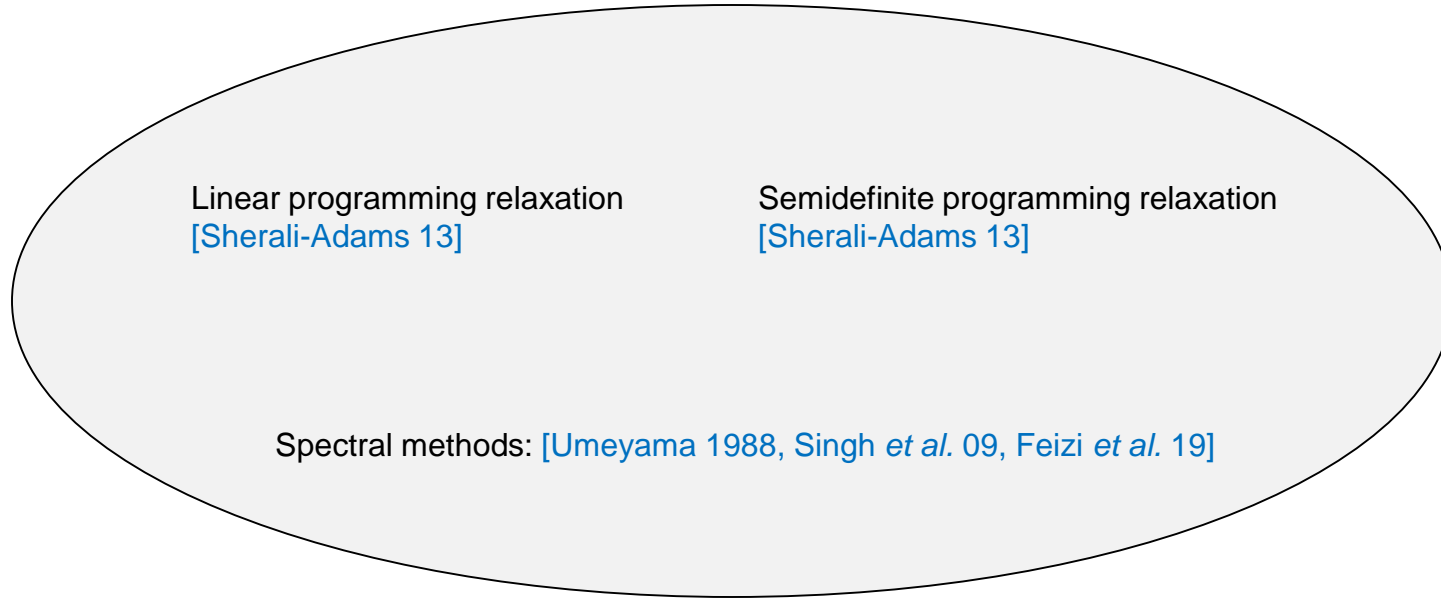 Linear programming relaxation
[Sherali-Adams 13]
Semidefinite programming relaxation
[Sherali-Adams 13]
Spectral methods: [Umeyama 1988, Singh et al. 09, Feizi et al. 19]